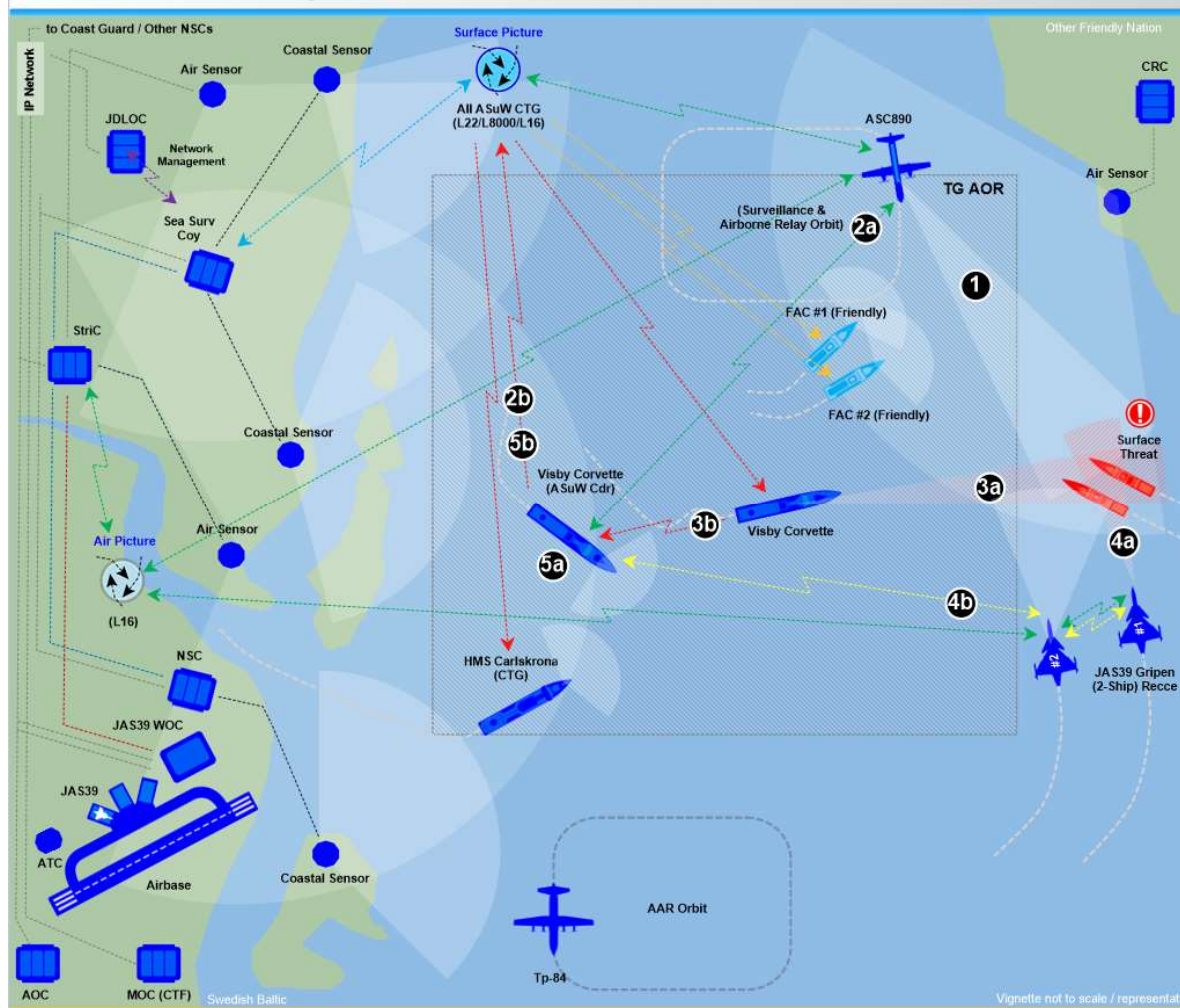 to Coast Guard / Other NSCs
IP Network
Air Sensor
Coastal Sensor
Surface Picture
All ASuW CTG
(L22/L8000/L16)
Other Friendly Nation
CRC
Air Sensor
JDLOC
Network
Management
Sea Surv
Coy
ASC890
TG AOR
(Surveillance &
Airborne Relay Orbit)
2a
1
FAC #1 (Friendly)
FAC #2 (Friendly)
StriC
Coastal Sensor
2b
5b
Surface
Threat
3a
Visby Corvette
(ASuW Cdr)
3b
Visby Corvette
Air Sensor
Air Picture
(L16)
5a
4a
4b
#1
#2
JAS39 Gripen
(2-Ship) Recce
HMS Carlskrona
(CTG)
NSC
JAS39 WOC
JAS39
ATC
Airbase
Coastal Sensor
AAR Orbit
Tp-84
AOC
MOC (CTF)
Swedish Baltic
Vignette not to scale / representat